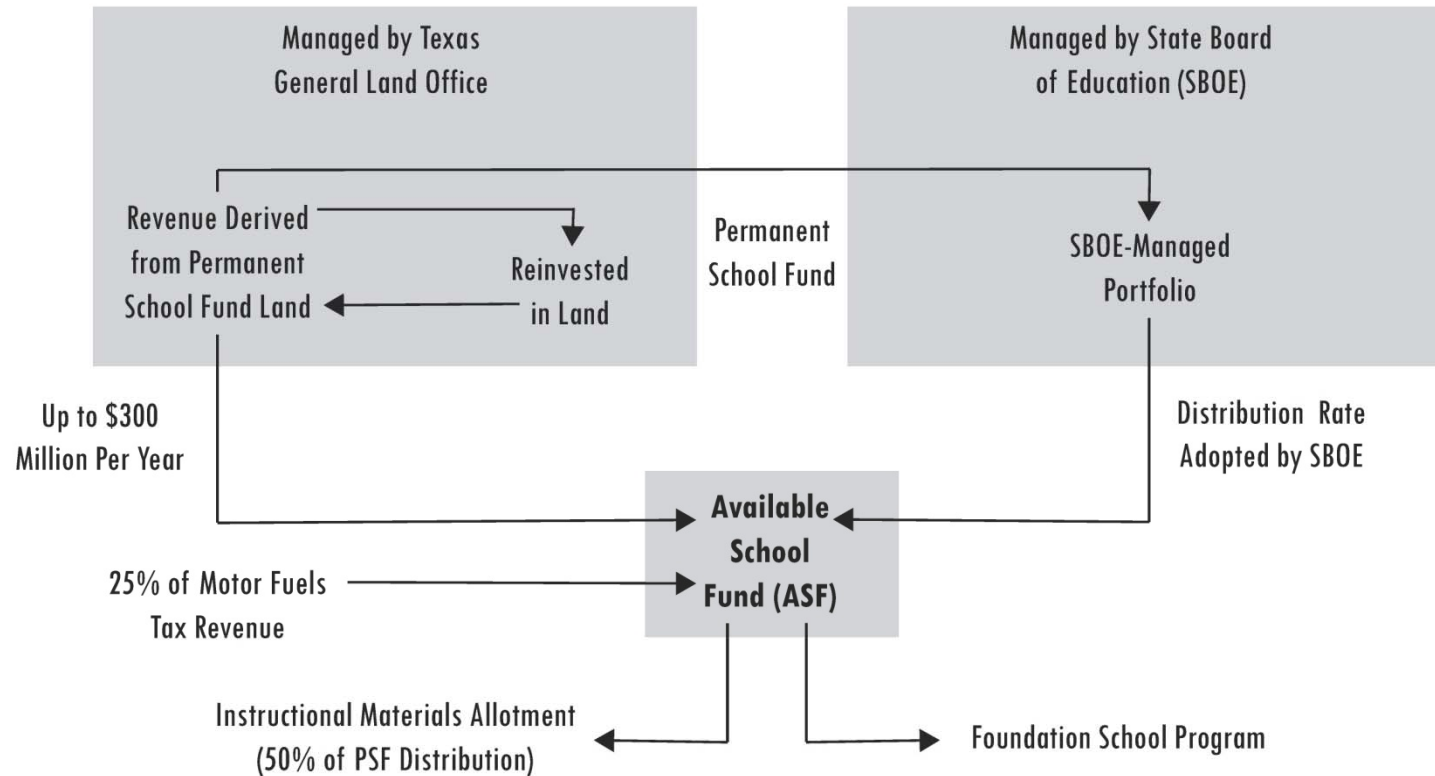 Managed by Texas
General Land Office
Managed by State Board
of Education (SBOE)
Revenue Derived
from Permanent
School Fund Land
Reinvested
in Land
Permanent
School Fund
SBOE-Managed
Portfolio
Up to $300
Million Per Year
Distribution Rate
Adopted by SBOE
Available
School
Fund (ASF)
25% of Motor Fuels
Tax Revenue
Instructional Materials Allotment
(50% of PSF Distribution)
Foundation School Program